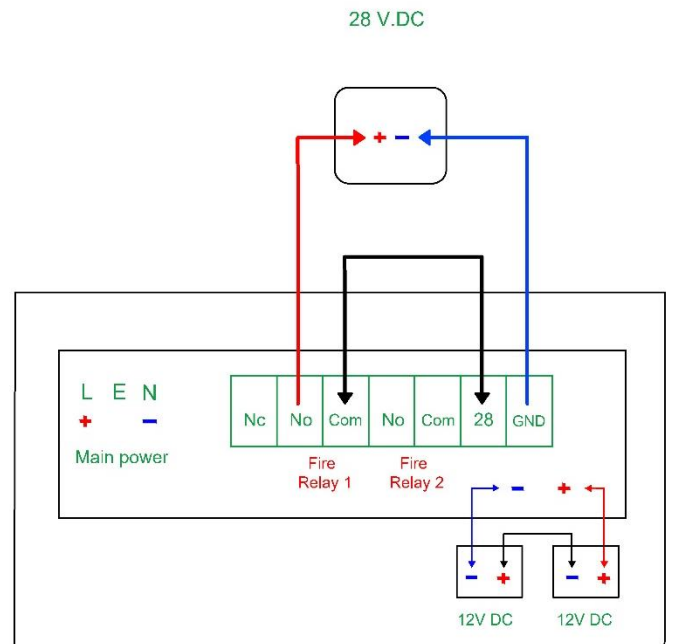 28 V.DC
+ -
L E N
+ -
Main power
Nc No Com No Com 28 GND
Fire
Relay 1
Fire
Relay 2
- +
- + - +
12V DC 12V DC